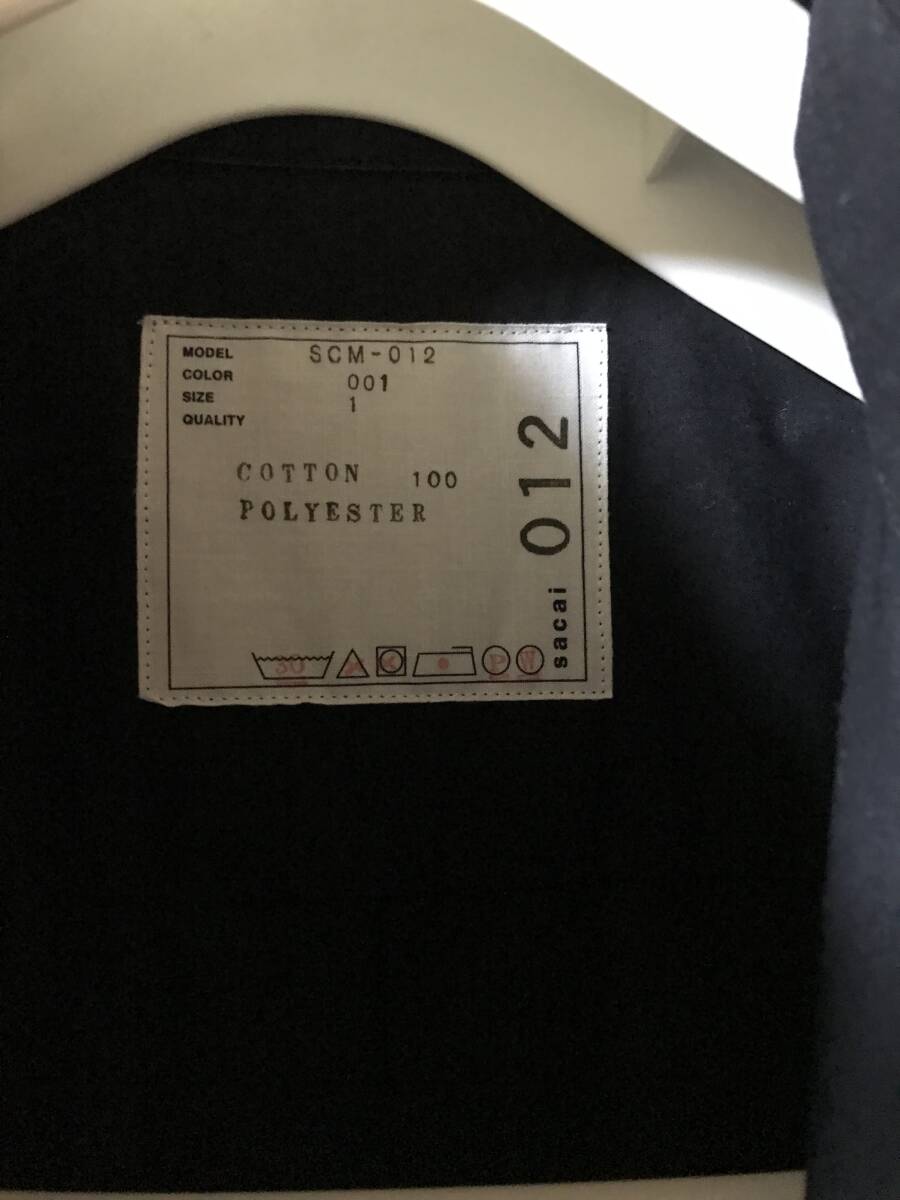 MODEL SCM-012
COLOR 001
SIZE 1
QUALITY
COTTON 100
POLYESTER
30
P W
sacai 012